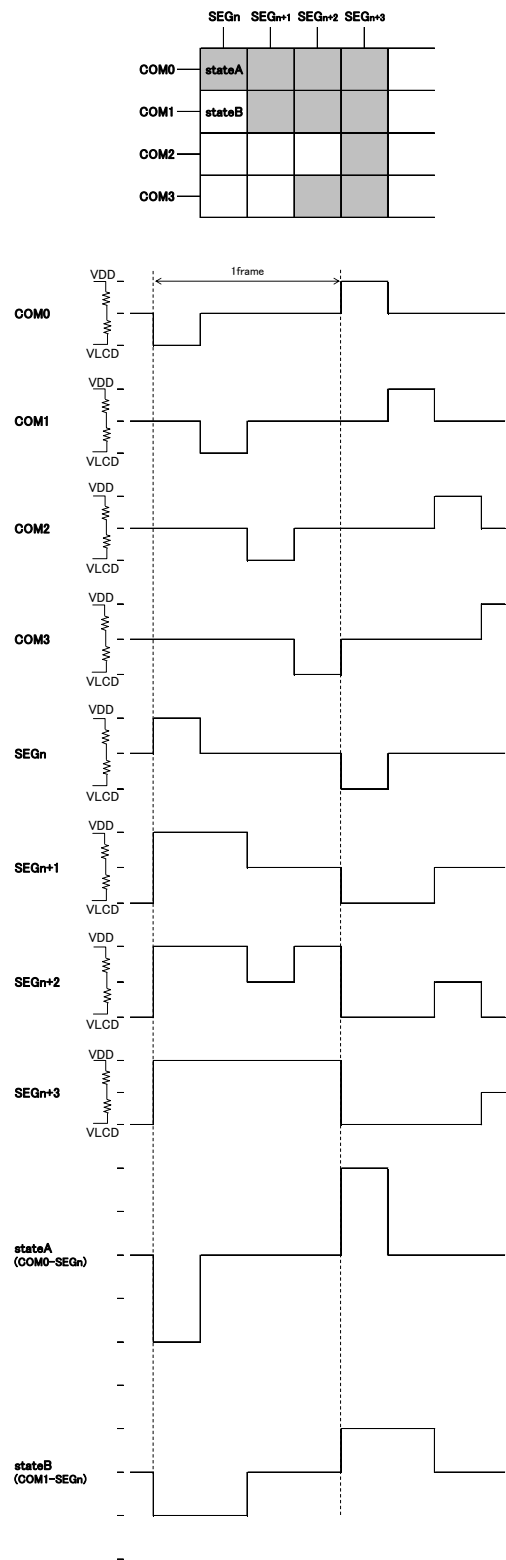 SEGn SEGn+1 SEGn+2 SEGn+3
COM0 stateA
COM1 stateB
COM2
COM3
1frame
VDD
COM0
VLCD
VDD
COM1
VLCD
VDD
COM2
VLCD
VDD
COM3
VLCD
VDD
SEGn
VLCD
VDD
SEGn+1
VLCD
VDD
SEGn+2
VLCD
VDD
SEGn+3
VLCD
stateA
(COM0-SEGn)
stateB
(COM1-SEGn)